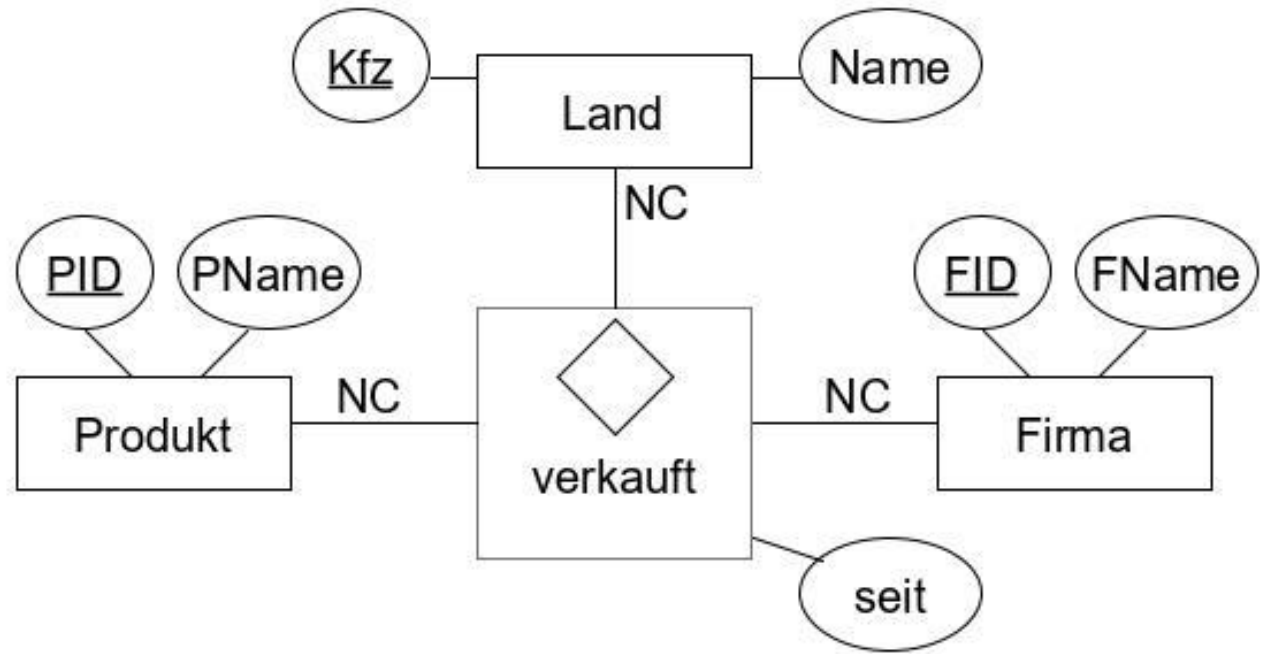 Kfz
Name
Land
NC
PID
PName
FID
FName
NC
NC
Produkt
Firma
verkauft
seit